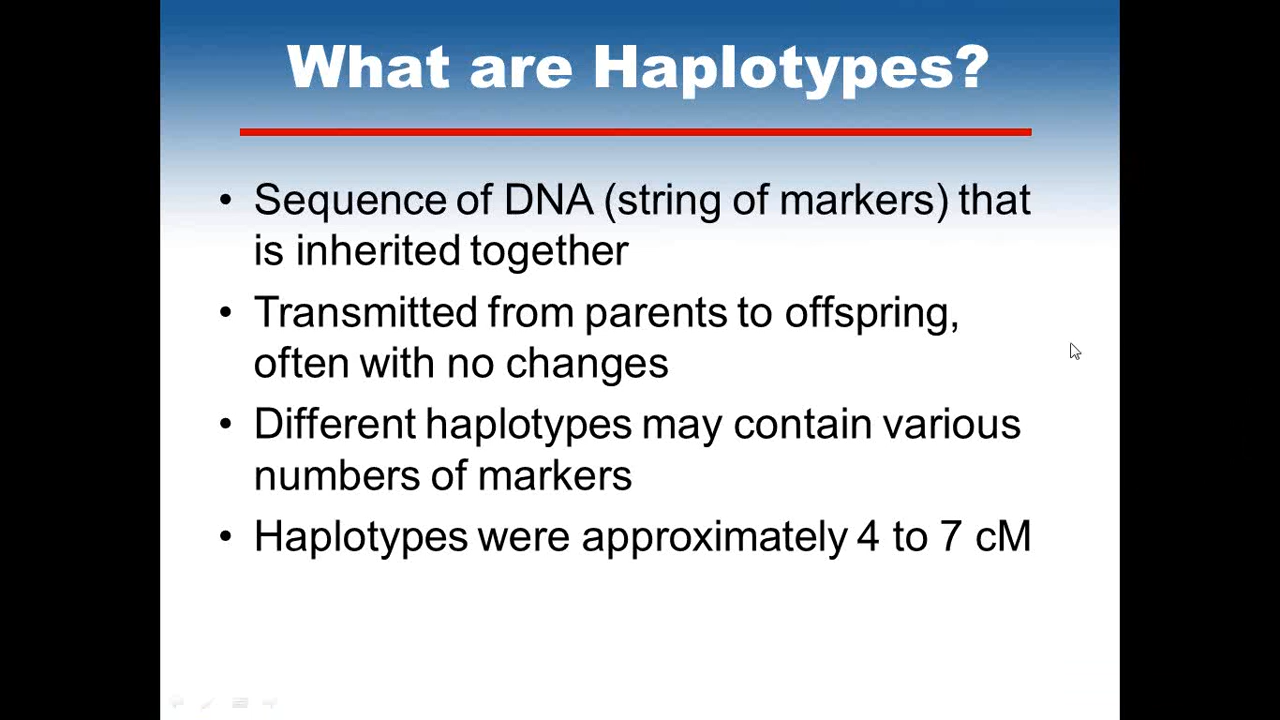 What are Haplotypes?
• Sequence of DNA (string of markers) that
is inherited together
• Transmitted from parents to offspring,
often with no changes
• Different haplotypes may contain various
numbers of markers
• Haplotypes were approximately 4 to 7 cM